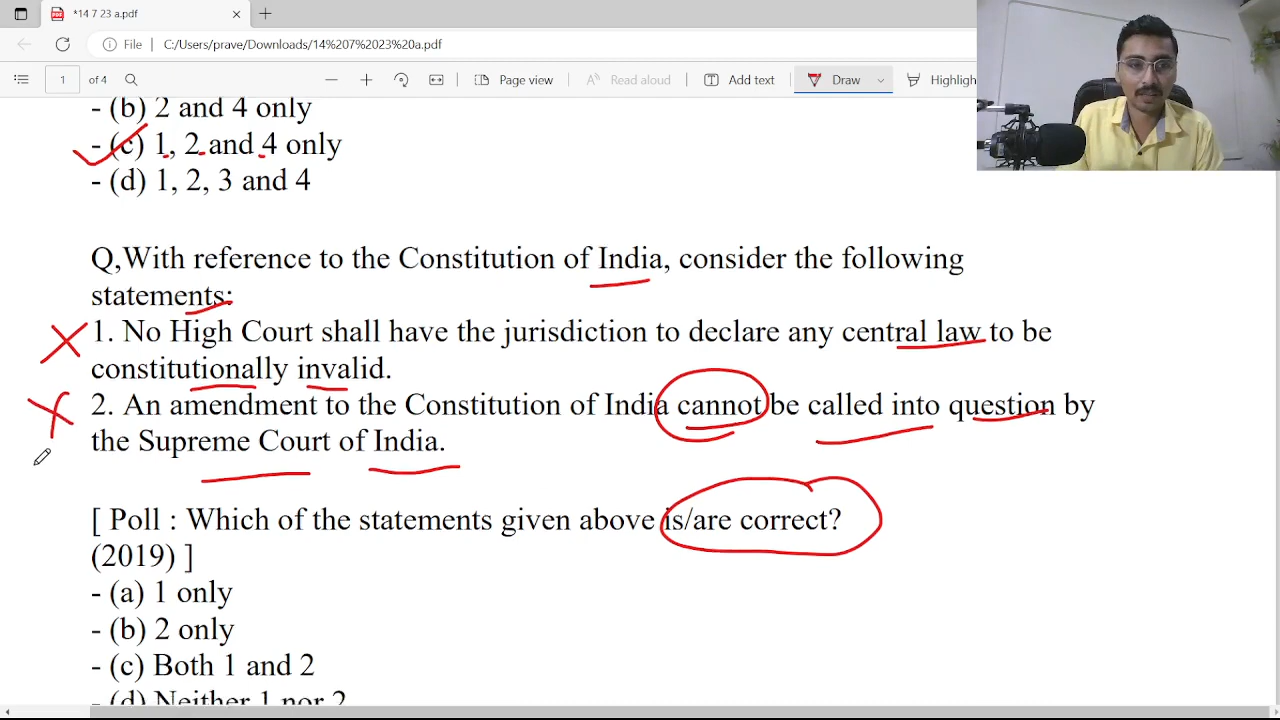 *14 7 23 a.pdf
File C:/Users/prave/Downloads/14%207%2023%20a.pdf
1 of 4 Page view Read aloud Add text Draw Highligh
- (b) 2 and 4 only
- (c) 1, 2 and 4 only
- (d) 1, 2, 3 and 4
Q,With reference to the Constitution of India, consider the following
statements:
1. No High Court shall have the jurisdiction to declare any central law to be
constitutionally invalid.
2. An amendment to the Constitution of India cannot be called into question by
the Supreme Court of India.
[ Poll : Which of the statements given above is/are correct?
(2019) ]
- (a) 1 only
- (b) 2 only
- (c) Both 1 and 2
- (d) Neither 1 nor 2